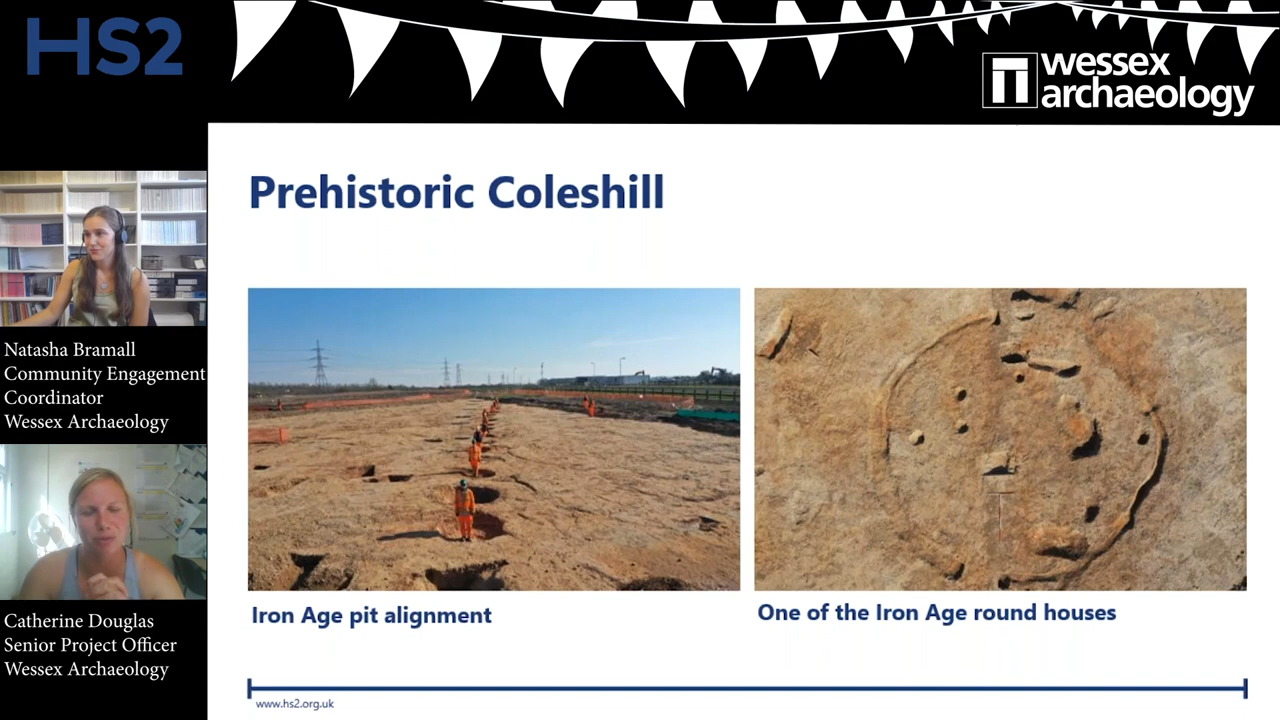 HS2
wessex
archaeology
Prehistoric Coleshill
Natasha Bramall
Community Engagement
Coordinator
Wessex Archaeology
Catherine Douglas
Senior Project Officer
Wessex Archaeology
Iron Age pit alignment
One of the Iron Age round houses
www.hs2.org.uk